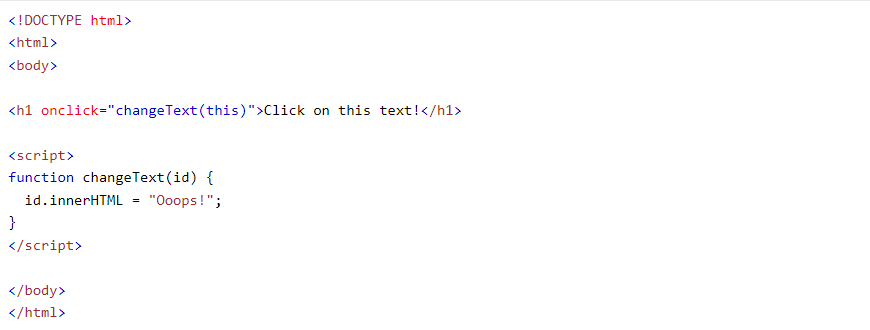 <!DOCTYPE html>
<html>
<body>
<h1 onclick="changeText(this)">Click on this text!</h1>
<script>
function changeText(id) {
  id.innerHTML = "Ooops!";
}
</script>
</body>
</html>